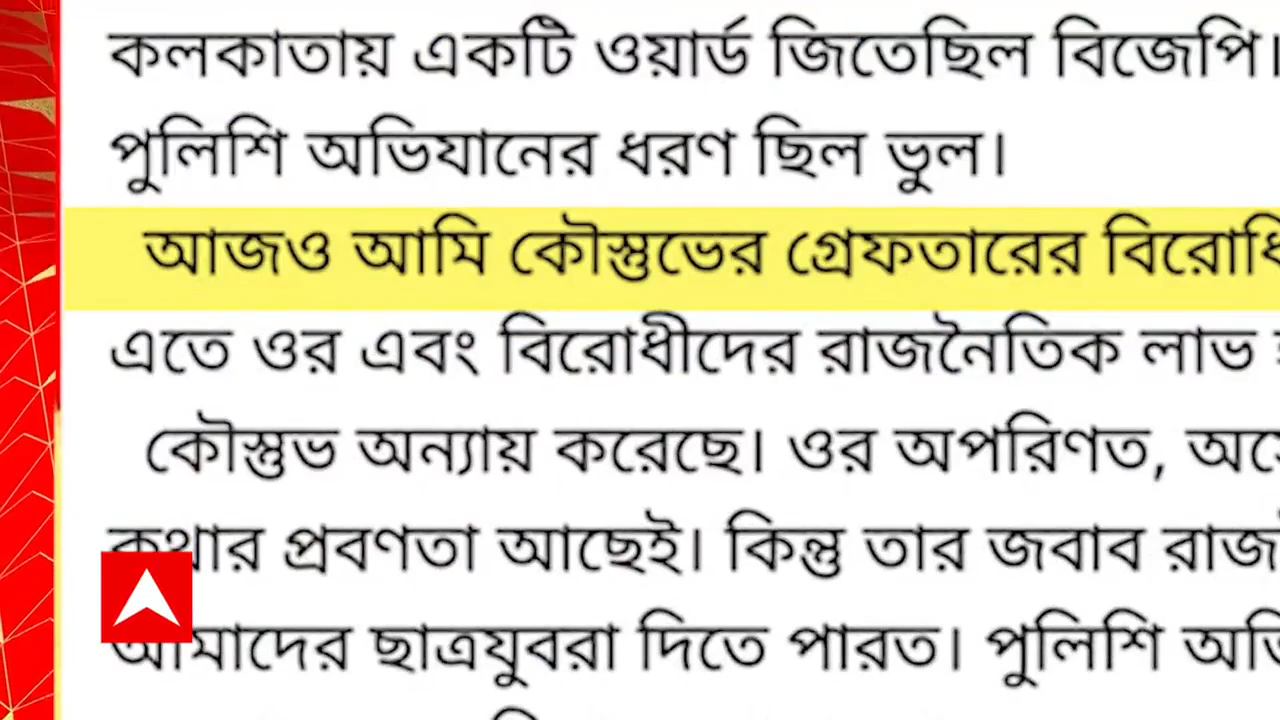 কলকাতায় একটি ওয়ার্ড জিতেছিল বিজেপি।
পুলিশি অভিযানের ধরণ ছিল ভুল।
আজও আমি কৌস্তুভের গ্রেফতারের
এতে ওর এবং বিরোধীদের রাজনৈতিক লাভ
কৌস্তুভ অন্যায় করেছে। ওর অপরিণত,
কথার প্রবণতা আছেই। কিন্তু তার জবাব
আমাদের ছাত্রযুবরা দিতে পারত। পুলিশি